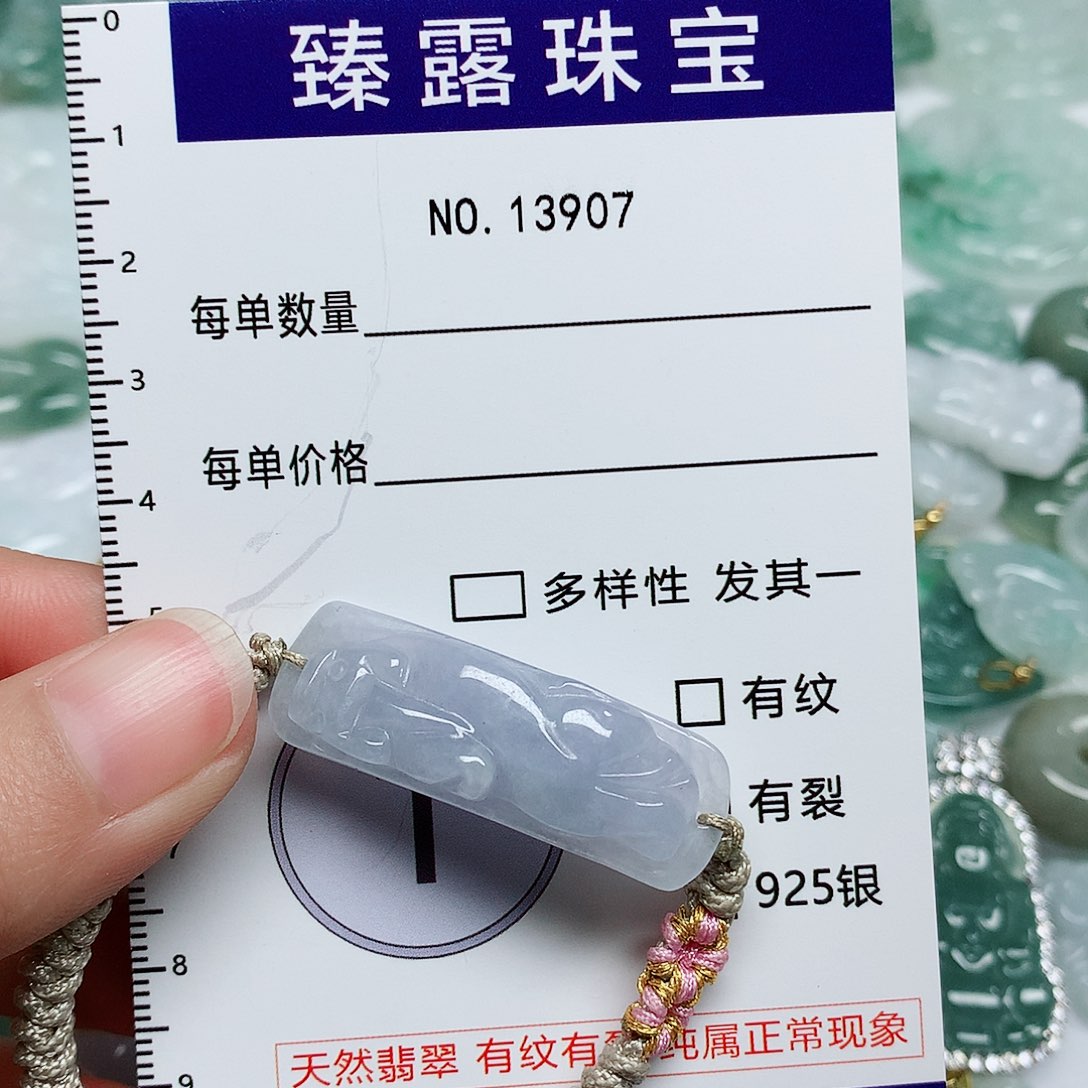 臻露珠宝
NO. 13907
每单数量
每单价格
多样性 发其一
有纹
有裂
925银
天然翡翠 有纹有 纯属正常现象
0
1
2
3
4
5
7
8
9